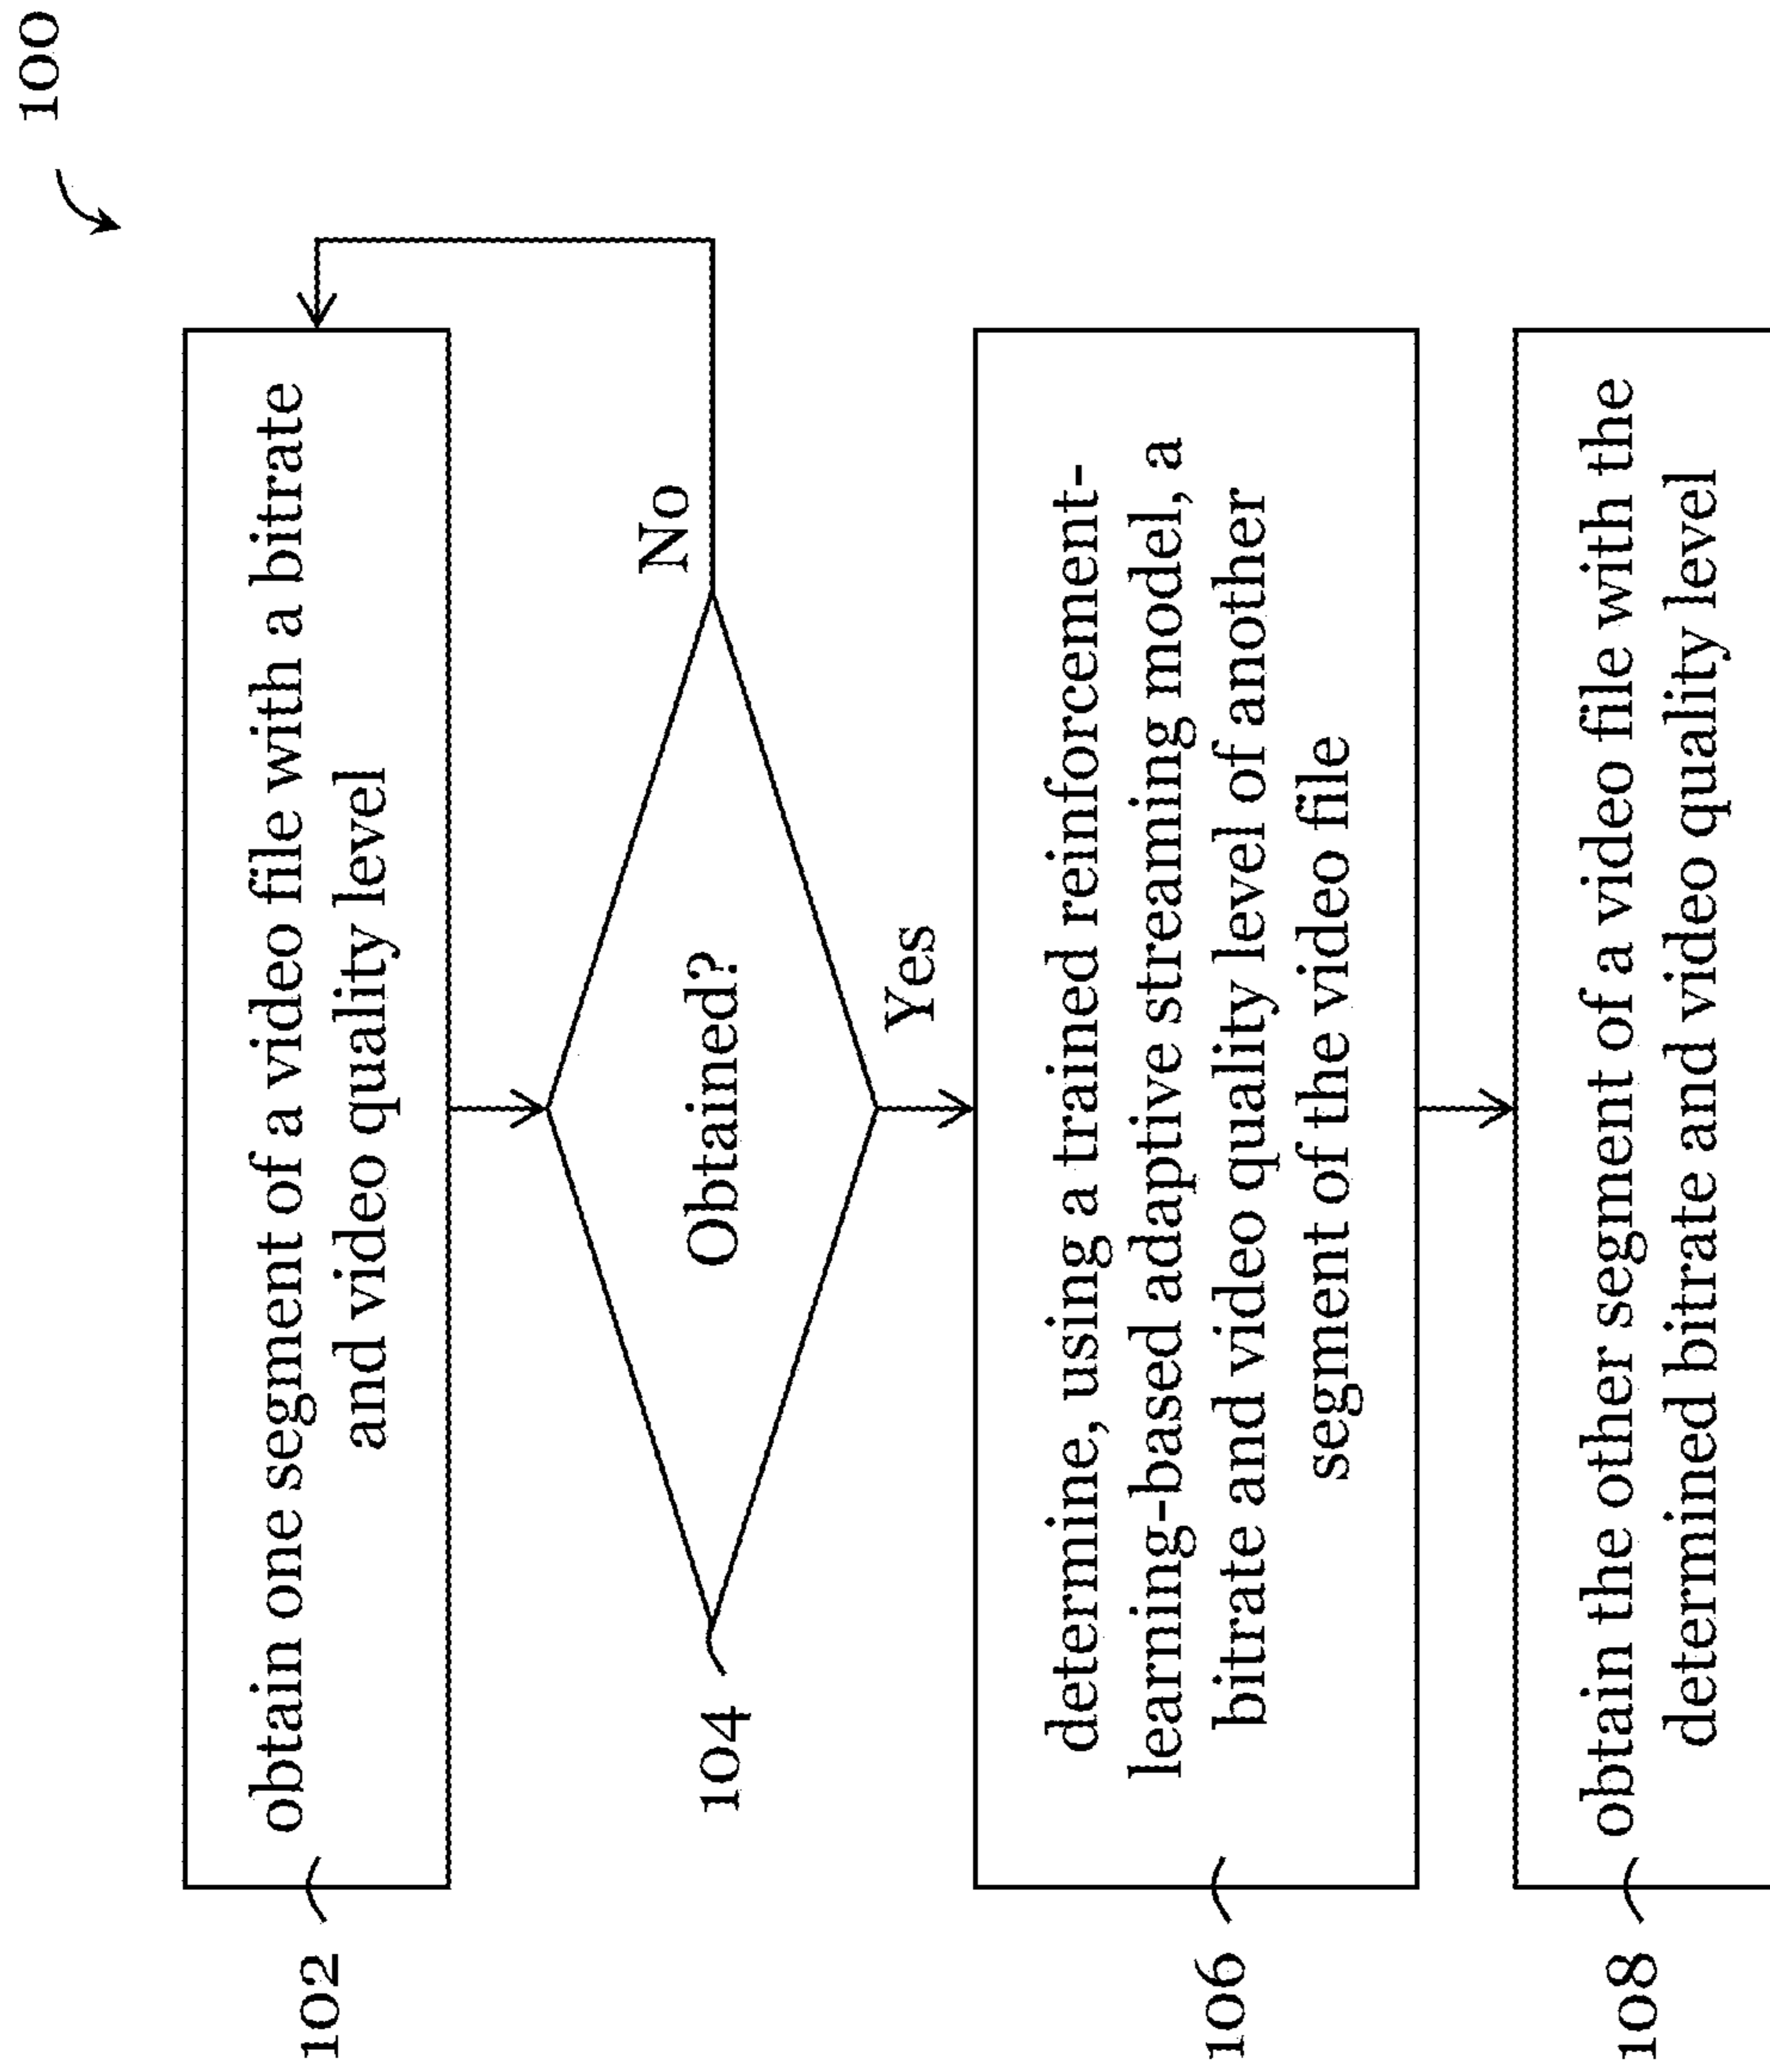 100
102
obtain one segment of a video file with a bitrate
and video quality level
104
Obtained?
No
Yes
106
determine, using a trained reinforcement-
learning-based adaptive streaming model, a
bitrate and video quality level of another
segment of the video file
108
obtain the other segment of a video file with the
determined bitrate and video quality level